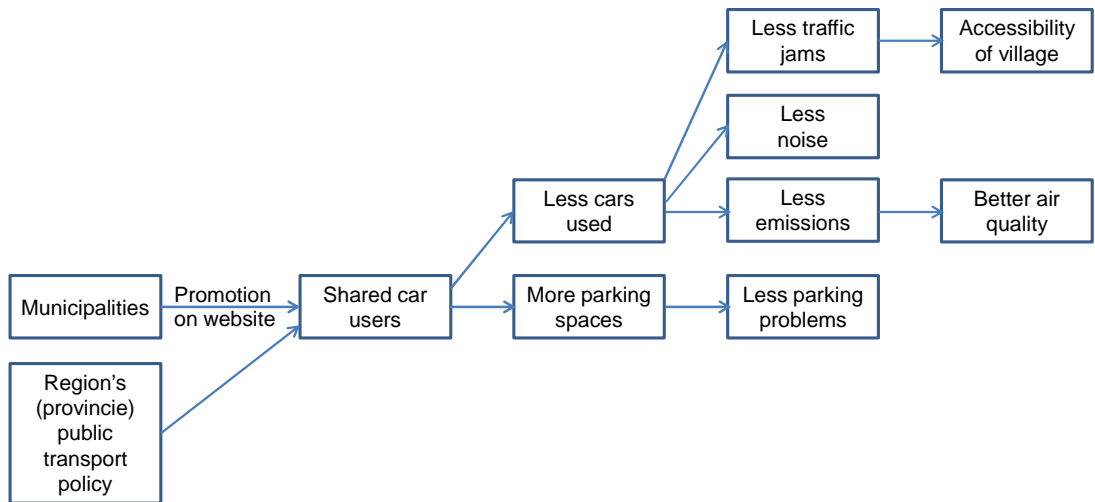 Less traffic
jams
Accessibility
of village
Less
noise
Less cars
used
Less
emissions
Better air
quality
Municipalities
Promotion
on website
Shared car
users
More parking
spaces
Less parking
problems
Region’s
(provincie)
public
transport
policy